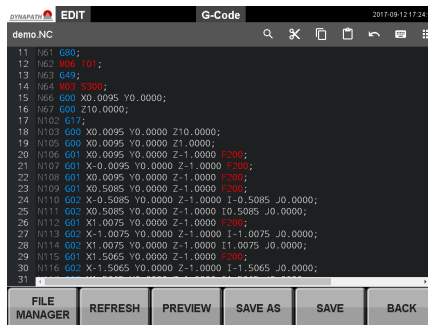 DYNAPATH EDIT G-Code 2017-09-12 17:24:
demo.NC
11 N61 G80;
12 N62 M06 T01;
13 N63 G49;
14 N64 M03 S300;
15 N66 G00 X0.0095 Y0.0000;
16 N67 G00 Z10.0000;
17 N102 G17;
18 N103 G00 X0.0095 Y0.0000 Z10.0000;
19 N105 G00 X0.0095 Y0.0000 Z1.0000;
20 N106 G01 X0.0095 Y0.0000 Z-1.0000 F200;
21 N107 G01 X-0.0095 Y0.0000 Z-1.0000 F200;
22 N108 G01 X0.0095 Y0.0000 Z-1.0000 F200;
23 N109 G01 X0.5085 Y0.0000 Z-1.0000 F200;
24 N110 G02 X-0.5085 Y0.0000 Z-1.0000 I-0.5085 J0.0000;
25 N111 G02 X0.5085 Y0.0000 Z-1.0000 I0.5085 J0.0000;
26 N112 G01 X1.0075 Y0.0000 Z-1.0000 F200;
27 N113 G02 X-1.0075 Y0.0000 Z-1.0000 I-1.0075 J0.0000;
28 N114 G02 X1.0075 Y0.0000 Z-1.0000 I1.0075 J0.0000;
29 N115 G01 X1.5065 Y0.0000 Z-1.0000 F200;
30 N116 G02 X-1.5065 Y0.0000 Z-1.0000 I-1.5065 J0.0000;
31
FILE MANAGER REFRESH PREVIEW SAVE AS SAVE BACK